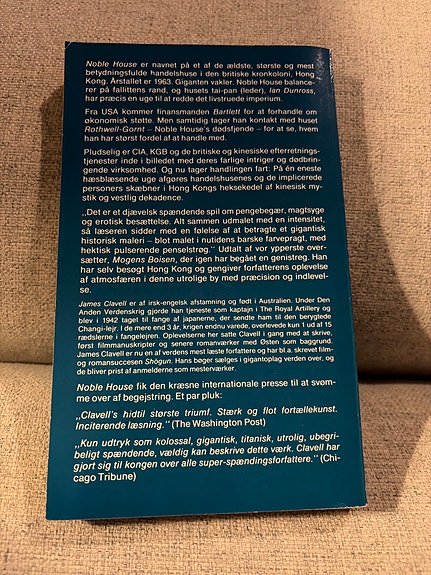 Noble House er navnet på et af de ældste, største og mest
betydningsfulde handelshuse i den britiske kronkoloni, Hong
Kong. Årstallet er 1963. Giganten vakler. Noble House balance-
rer på fallittens rand, og husets tai-pan (leder), Ian Dunross,
har præcis en uge til at redde det livstruede imperium.
Fra USA kommer finansmanden Bartlett for at forhandle om
økonomisk støtte. Men samtidig tager han kontakt med huset
Rothwell-Gornt – Noble House's dødsfjende – for at se, hvem
han har størst fordel af at handle med.
Pludselig er CIA, KGB og de britiske og kinesiske efterretnings-
tjenester inde i billedet med deres farlige intriger og dødbrin-
gende virksomhed. Og nu tager handlingen fart: På én eneste
hæsblæsende uge afgøres handelshusenes og de implicerede
personers skæbner i Hong Kongs heksekedel af kinesisk my-
stik og vestlig dekadence.
„Det er et djævelsk spændende spil om pengebegær, magtsyge
og erotisk besættelse. Alt sammen udmalet med en intensitet,
så læseren sidder med en følelse af at betragte et gigantisk
historisk maleri – blot malet i nutidens barske farvepragt, med
hektisk pulserende penselstrøg.“ Udtalt af vor ypperste over-
sætter, Mogens Boisen, der igen har begået en genistreg. Han
har selv besøgt Hong Kong og gengiver forfatterens oplevelse
af atmosfæren i denne utrolige by med præcision og indlevel-
se.
James Clavell er af irsk-engelsk afstamning og født i Australien. Under Den
Anden Verdenskrig gjorde han tjeneste som kaptajn i The Royal Artillery og
blev i 1942 taget til fange af japanerne, der sendte ham til den berygtede
Changi-lejr. I de mere end 3 år, krigen endnu varede, overlevede kun 1 ud af 15
rædslerne i fangelejren. Oplevelserne her satte Clavell i gang med at skrive,
først filmmanuskripter og senere romanværker med Østen som baggrund.
James Clavell er nu en af verdens mest læste forfattere og har bl a. skrevet film-
og romansuccesen Shōgun. Hans bøger sælges i gigantoplag verden over, og
de bliver prist af anmelderne som mesterværker.
Noble House fik den kræsne internationale presse til at svøm-
me over af begejstring. Et par pluk:
„Clavell's hidtil største triumf. Stærk og flot fortællekunst.
Inciterende læsning.“ (The Washington Post)
„Kun udtryk som kolossal, gigantisk, titanisk, utrolig, ubegri-
beligt spændende, vældig kan beskrive dette værk. Clavell har
gjort sig til kongen over alle super-spændingsforfattere.“ (Chi-
cago Tribune)